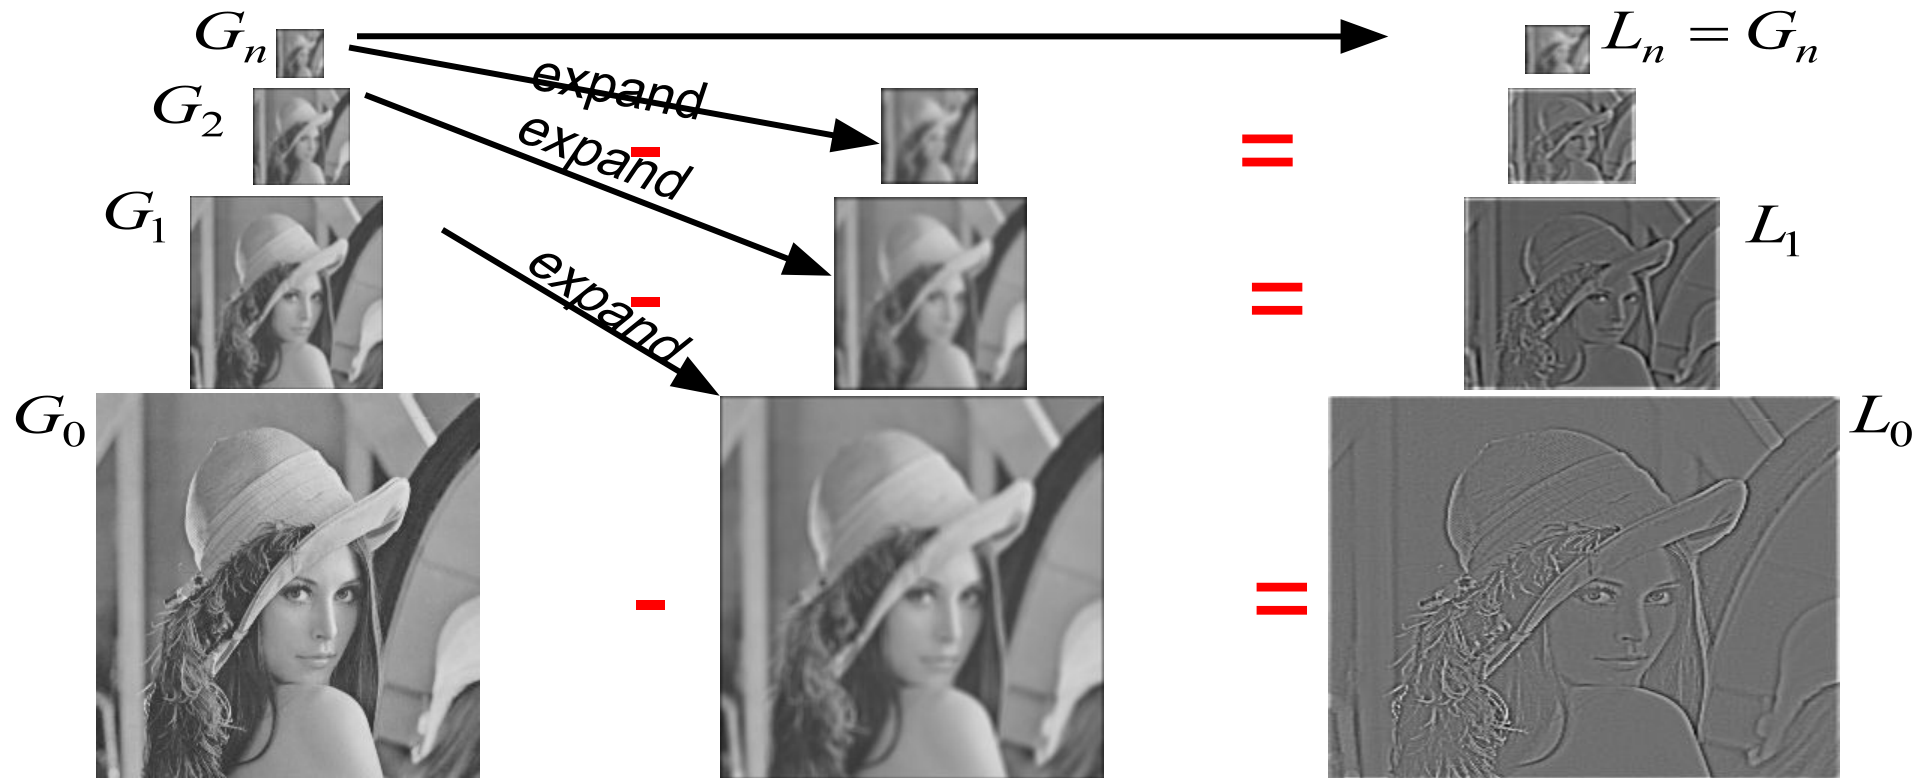 Gₙ
Lₙ = Gₙ
expand
G₂
expand
-
=
G₁
L₁
expand
-
=
G₀
L₀
-
=